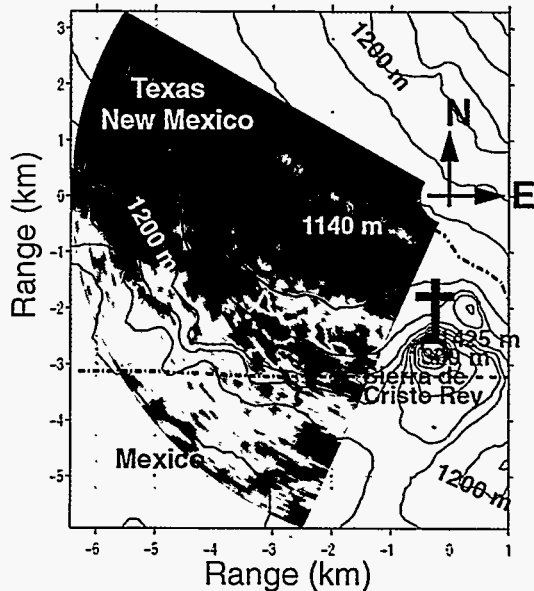 1200 m
Texas
New Mexico
N
E
1200 m
1140 m
1425 m
Sierra de
Cristo Rey
Mexico
1200 m
3
2
1
0
-1
-2
-3
-4
-5
Range (km)
-6
-5
-4
-3
-2
-1
0
1
Range (km)